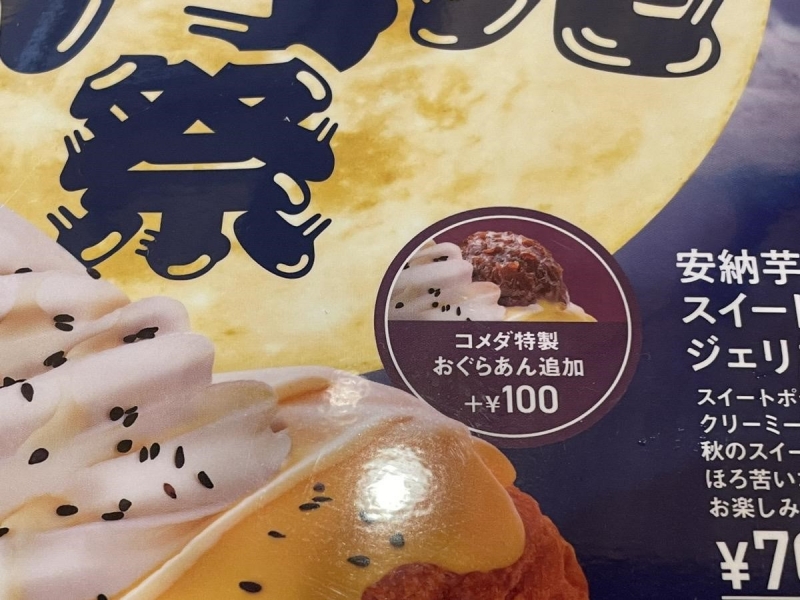 祭
コメダ特製
おぐらあん追加
+¥100
安納芋
スイート
ジェリ
スイートポ
クリーミー
秋のスイー
ほろ苦い
お楽しみ
¥70